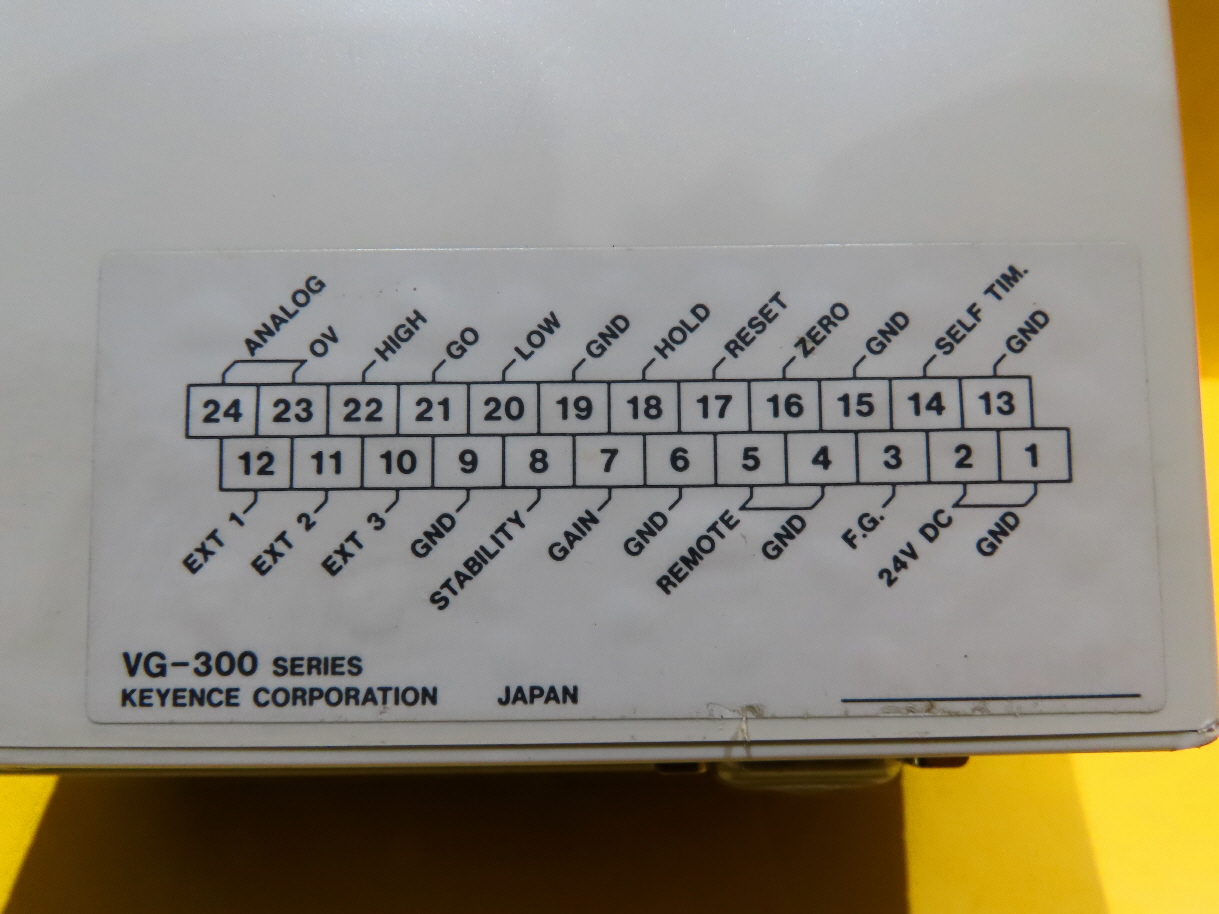 ANALOG 0V HIGH GO LOW GND HOLD RESET ZERO GND SELF TIM. GND
24 23 22 21 20 19 18 17 16 15 14 13
12 11 10 9 8 7 6 5 4 3 2 1
EXT 1 EXT 2 EXT 3 GND STABILITY GAIN GND REMOTE GND F.G. 24V DC GND
VG-300 SERIES
KEYENCE CORPORATION JAPAN